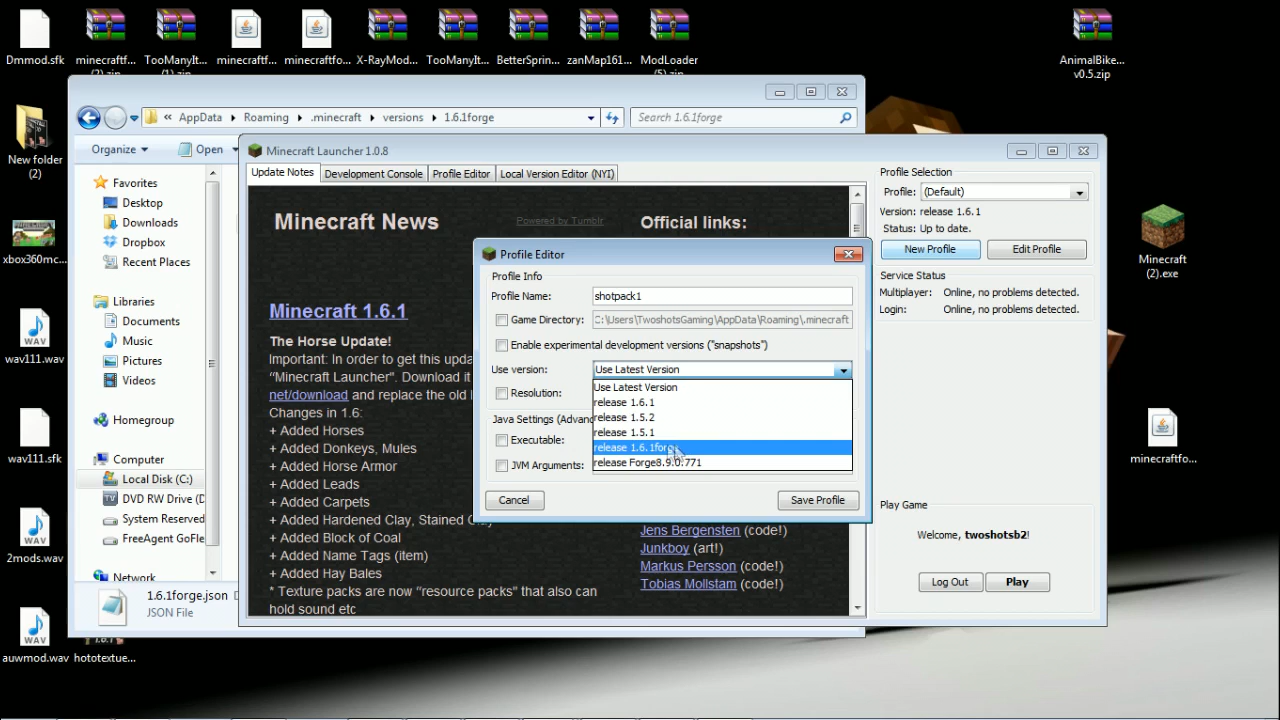 Dmmod.sfk
minecraftf...
(2).zip
TooManyIt...
(1).zip
minecraftf...
minecraftfo...
X-RayMod...
TooManyIt...
BetterSprin...
zanMap161...
ModLoader
(5).zip
AnimalBike...
v0.5.zip
New folder
(2)
xbox360mc...
wav111.wav
wav111.sfk
2mods.wav
auwmod.wav
hototextue...
Minecraft
(2).exe
minecraftfo...
« AppData Roaming .minecraft versions 1.6.1forge
Search 1.6.1forge
Organize Open
Favorites
Desktop
Downloads
Dropbox
Recent Places
Libraries
Documents
Music
Pictures
Videos
Homegroup
Computer
Local Disk (C:)
DVD RW Drive (D
System Reserved
FreeAgent GoFle
Network
1.6.1forge.json
JSON File
Minecraft Launcher 1.0.8
Update Notes Development Console Profile Editor Local Version Editor (NYI)
Minecraft News
Powered by Tumblr
Official links:
Minecraft 1.6.1
The Horse Update!
Important: In order to get this upda
"Minecraft Launcher". Download it
net/download and replace the old
Changes in 1.6:
+ Added Horses
+ Added Donkeys, Mules
+ Added Horse Armor
+ Added Leads
+ Added Carpets
+ Added Hardened Clay, Stained Clay
+ Added Block of Coal
+ Added Name Tags (item)
+ Added Hay Bales
* Texture packs are now "resource packs" that also can
hold sound etc
Jens Bergensten (code!)
Junkboy (art!)
Markus Persson (code!)
Tobias Mollstam (code!)
Profile Editor
Profile Info
Profile Name: shotpack1
Game Directory: C:\Users\TwoshotsGaming\AppData\Roaming\.minecraft
Enable experimental development versions ("snapshots")
Use version: Use Latest Version
Use Latest Version
release 1.6.1
release 1.5.2
release 1.5.1
release 1.6.1forge
release Forge8.9.0.771
Resolution:
Java Settings (Advan
Executable:
JVM Arguments:
Cancel Save Profile
Profile Selection
Profile: (Default)
Version: release 1.6.1
Status: Up to date.
New Profile Edit Profile
Service Status
Multiplayer: Online, no problems detected.
Login: Online, no problems detected.
Play Game
Welcome, twoshotsb2!
Log Out Play